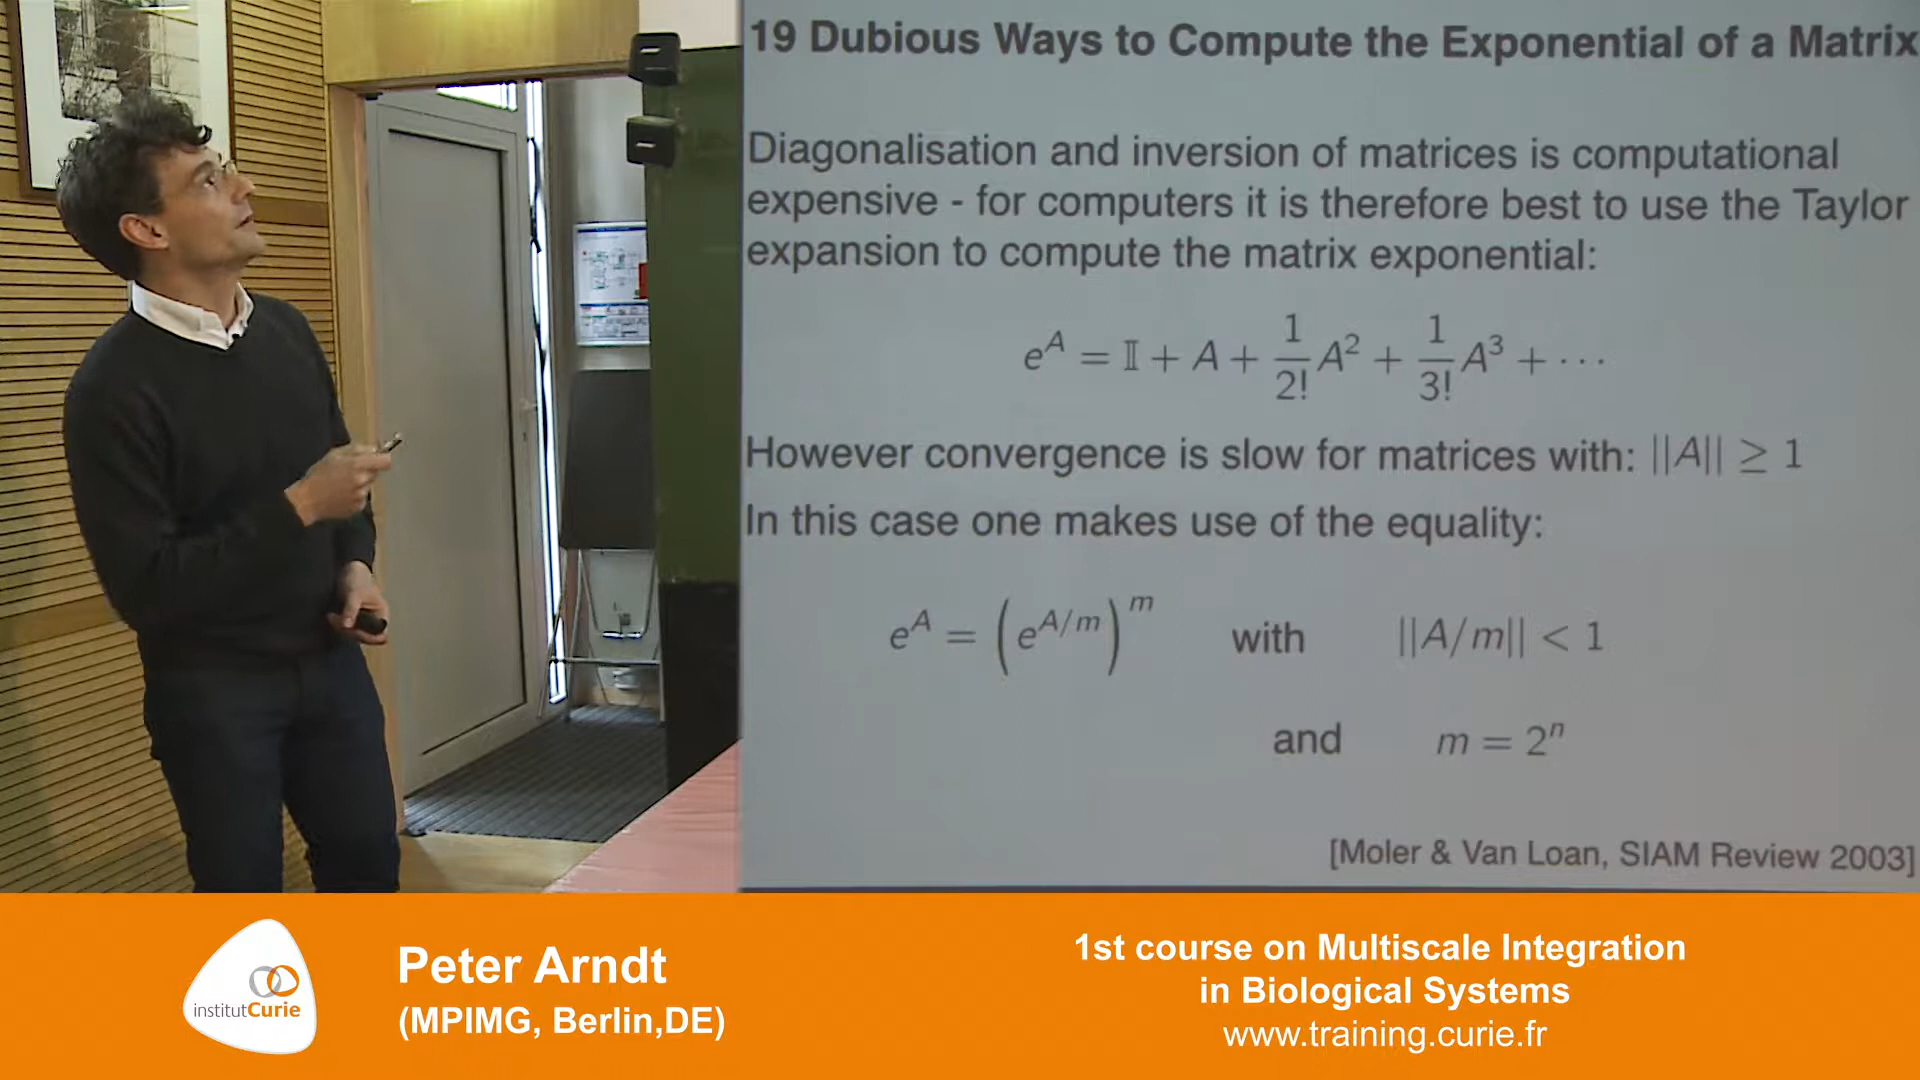 19 Dubious Ways to Compute the Exponential of a Matrix
Diagonalisation and inversion of matrices is computational
expensive - for computers it is therefore best to use the Taylor
expansion to compute the matrix exponential:
e^A = 𝕀 + A + \frac{1}{2!}A^2 + \frac{1}{3!}A^3 + ⋯
However convergence is slow for matrices with: ||A|| ≥ 1
In this case one makes use of the equality:
e^A = (e^{A/m})^m with ||A/m|| < 1
and m = 2^n
[Moler & Van Loan, SIAM Review 2003]
institutCurie
Peter Arndt
(MPIMG, Berlin,DE)
1st course on Multiscale Integration
in Biological Systems
www.training.curie.fr